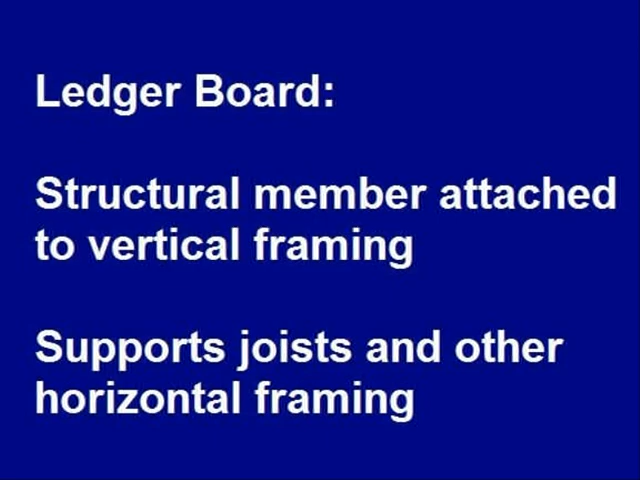 Ledger Board:
Structural member attached
to vertical framing
Supports joists and other
horizontal framing